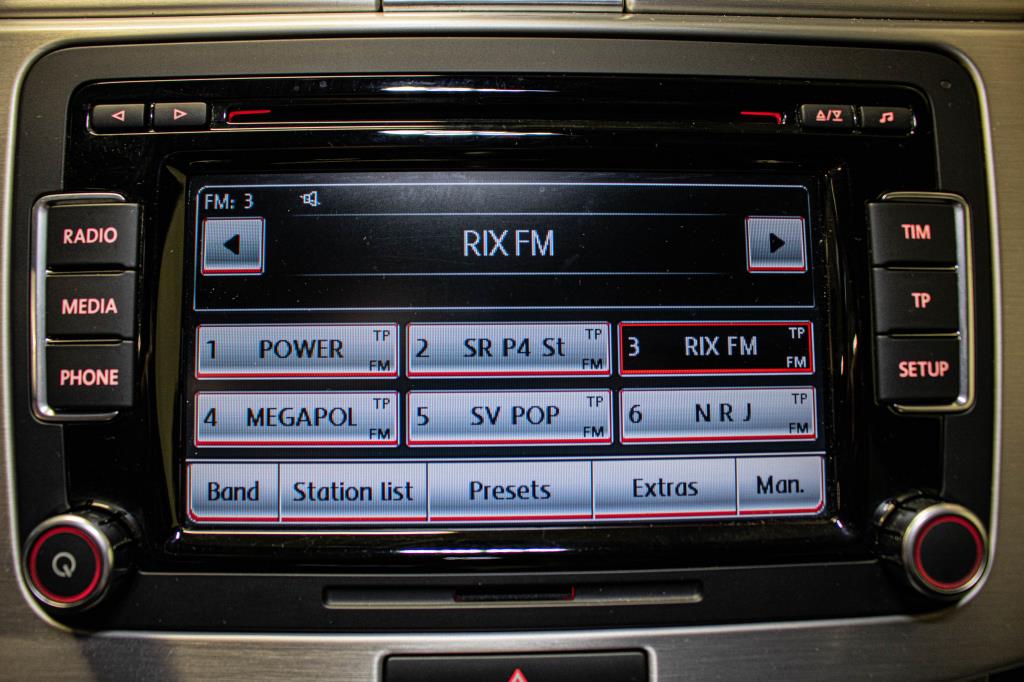 FM: 3
RIX FM
RADIO
MEDIA
PHONE
TIM
TP
SETUP
1 POWER TP FM
2 SR P4 St TP FM
3 RIX FM TP FM
4 MEGAPOL TP FM
5 SV POP TP FM
6 N R J TP FM
Band Station list Presets Extras Man.